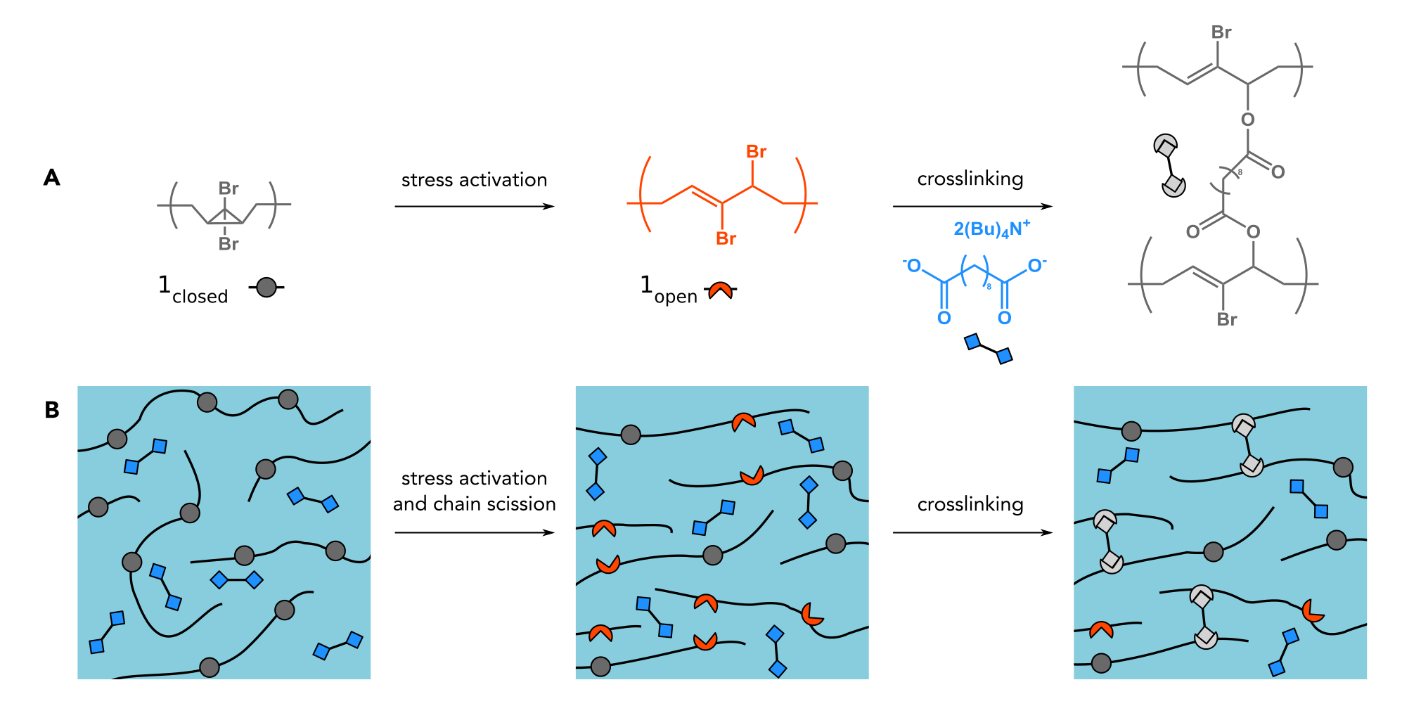 A
Br
Br
1closed
stress activation
Br
Br
1open
crosslinking
2(Bu)4N+
-O
O-
8
O
O
Br
O
O
8
O
O
Br
B
stress activation
and chain scission
crosslinking